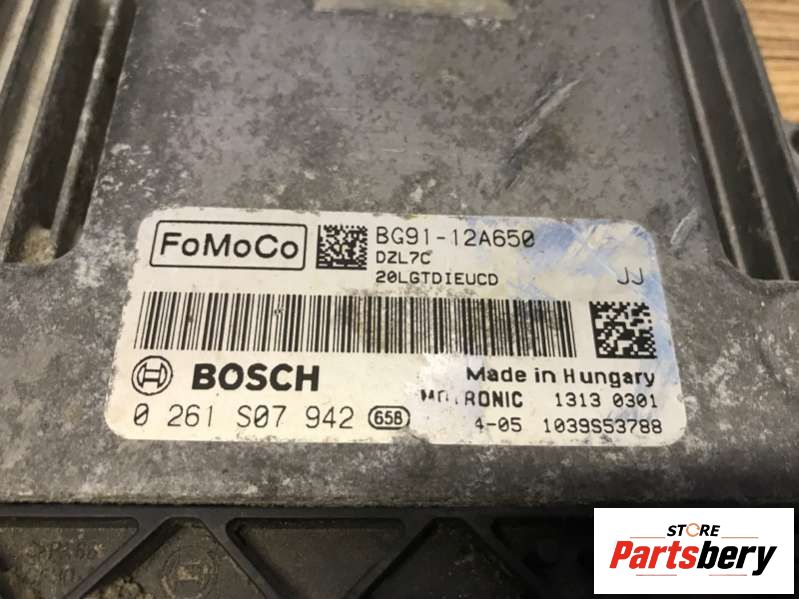 FoMoCo
BG91-12A650
DZL7C
20LGTDIEUCD
JJ
BOSCH
Made in Hungary
0 261 S07 942
658
1313 0301
4-05 1039S53788
STORE
Partsbery